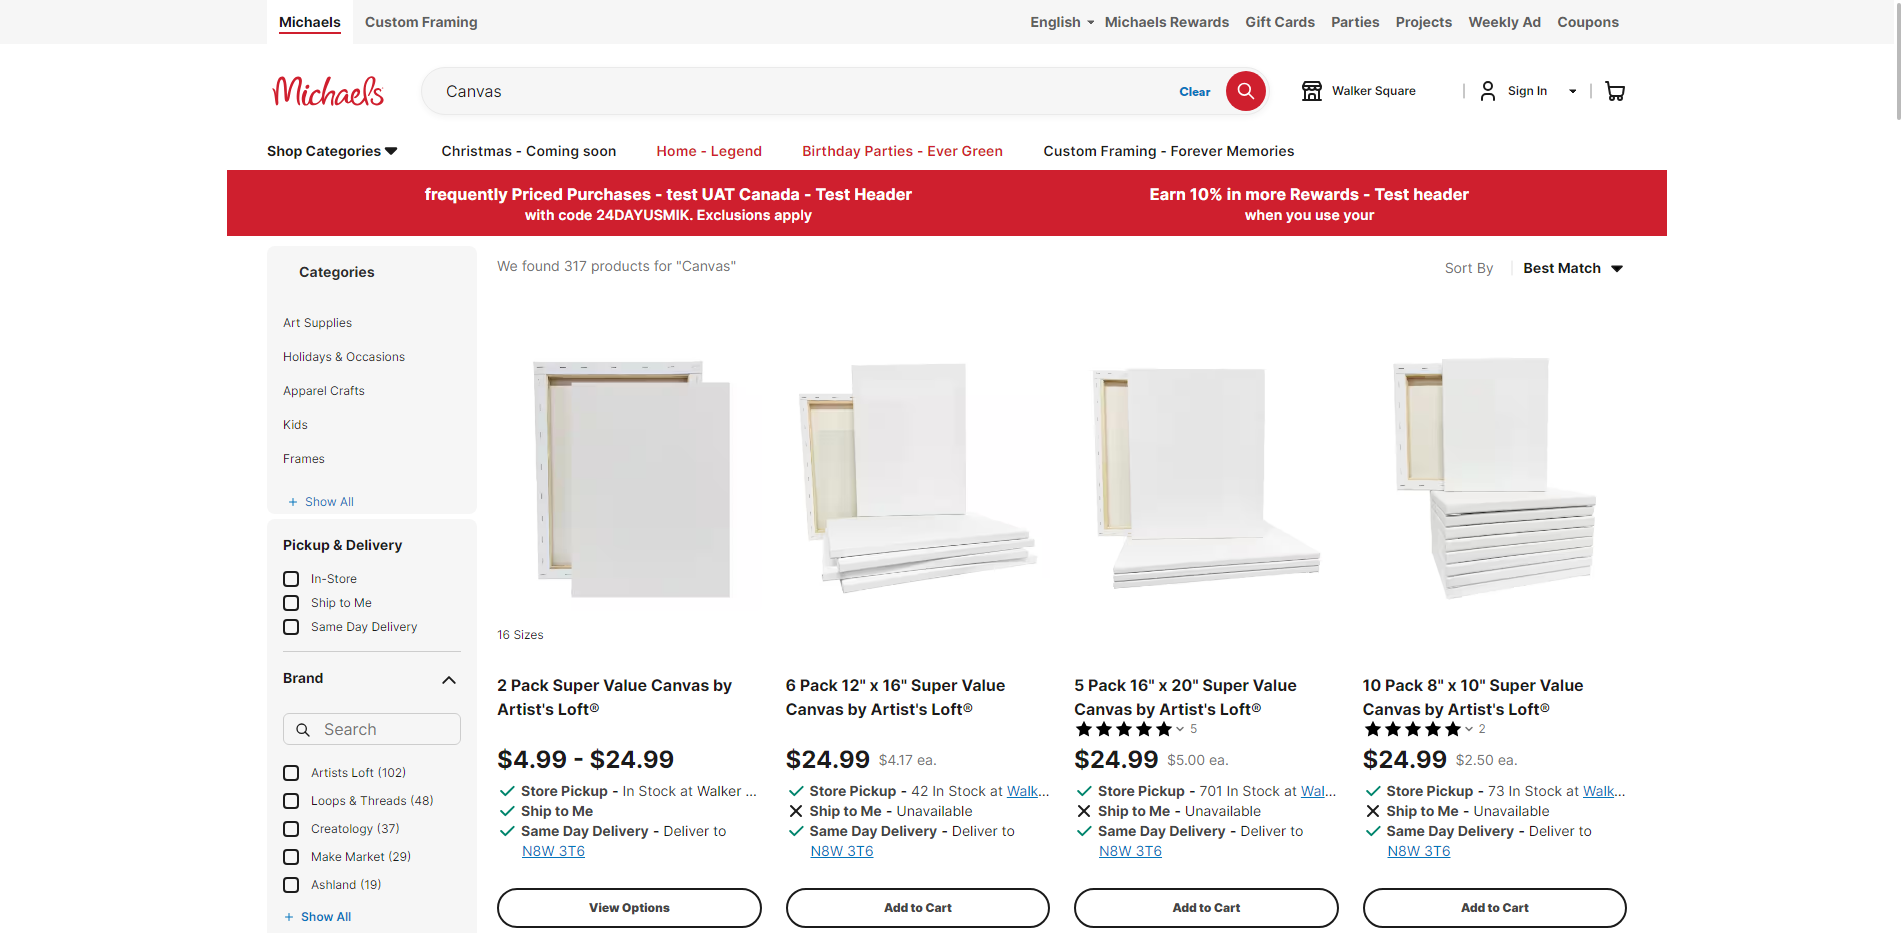 Michaels
Custom Framing
English
Michaels Rewards
Gift Cards
Parties
Projects
Weekly Ad
Coupons
Michaels
Canvas
Clear
Walker Square
Sign In
Shop Categories
Christmas - Coming soon
Home - Legend
Birthday Parties - Ever Green
Custom Framing - Forever Memories
frequently Priced Purchases - test UAT Canada - Test Header
with code 24DAYUSMIK. Exclusions apply
Earn 10% in more Rewards - Test header
when you use your
Categories
Art Supplies
Holidays & Occasions
Apparel Crafts
Kids
Frames
+ Show All
Pickup & Delivery
In-Store
Ship to Me
Same Day Delivery
Brand
Search
Artists Loft (102)
Loops & Threads (48)
Creatology (37)
Make Market (29)
Ashland (19)
+ Show All
We found 317 products for "Canvas"
Sort By
Best Match
16 Sizes
2 Pack Super Value Canvas by
Artist's Loft®
$4.99 - $24.99
Store Pickup - In Stock at Walker ...
Ship to Me
Same Day Delivery - Deliver to
N8W 3T6
View Options
6 Pack 12" x 16" Super Value
Canvas by Artist's Loft®
$24.99 $4.17 ea.
Store Pickup - 42 In Stock at Walk...
Ship to Me - Unavailable
Same Day Delivery - Deliver to
N8W 3T6
Add to Cart
5 Pack 16" x 20" Super Value
Canvas by Artist's Loft®
5
$24.99 $5.00 ea.
Store Pickup - 701 In Stock at Wal...
Ship to Me - Unavailable
Same Day Delivery - Deliver to
N8W 3T6
Add to Cart
10 Pack 8" x 10" Super Value
Canvas by Artist's Loft®
2
$24.99 $2.50 ea.
Store Pickup - 73 In Stock at Walk...
Ship to Me - Unavailable
Same Day Delivery - Deliver to
N8W 3T6
Add to Cart